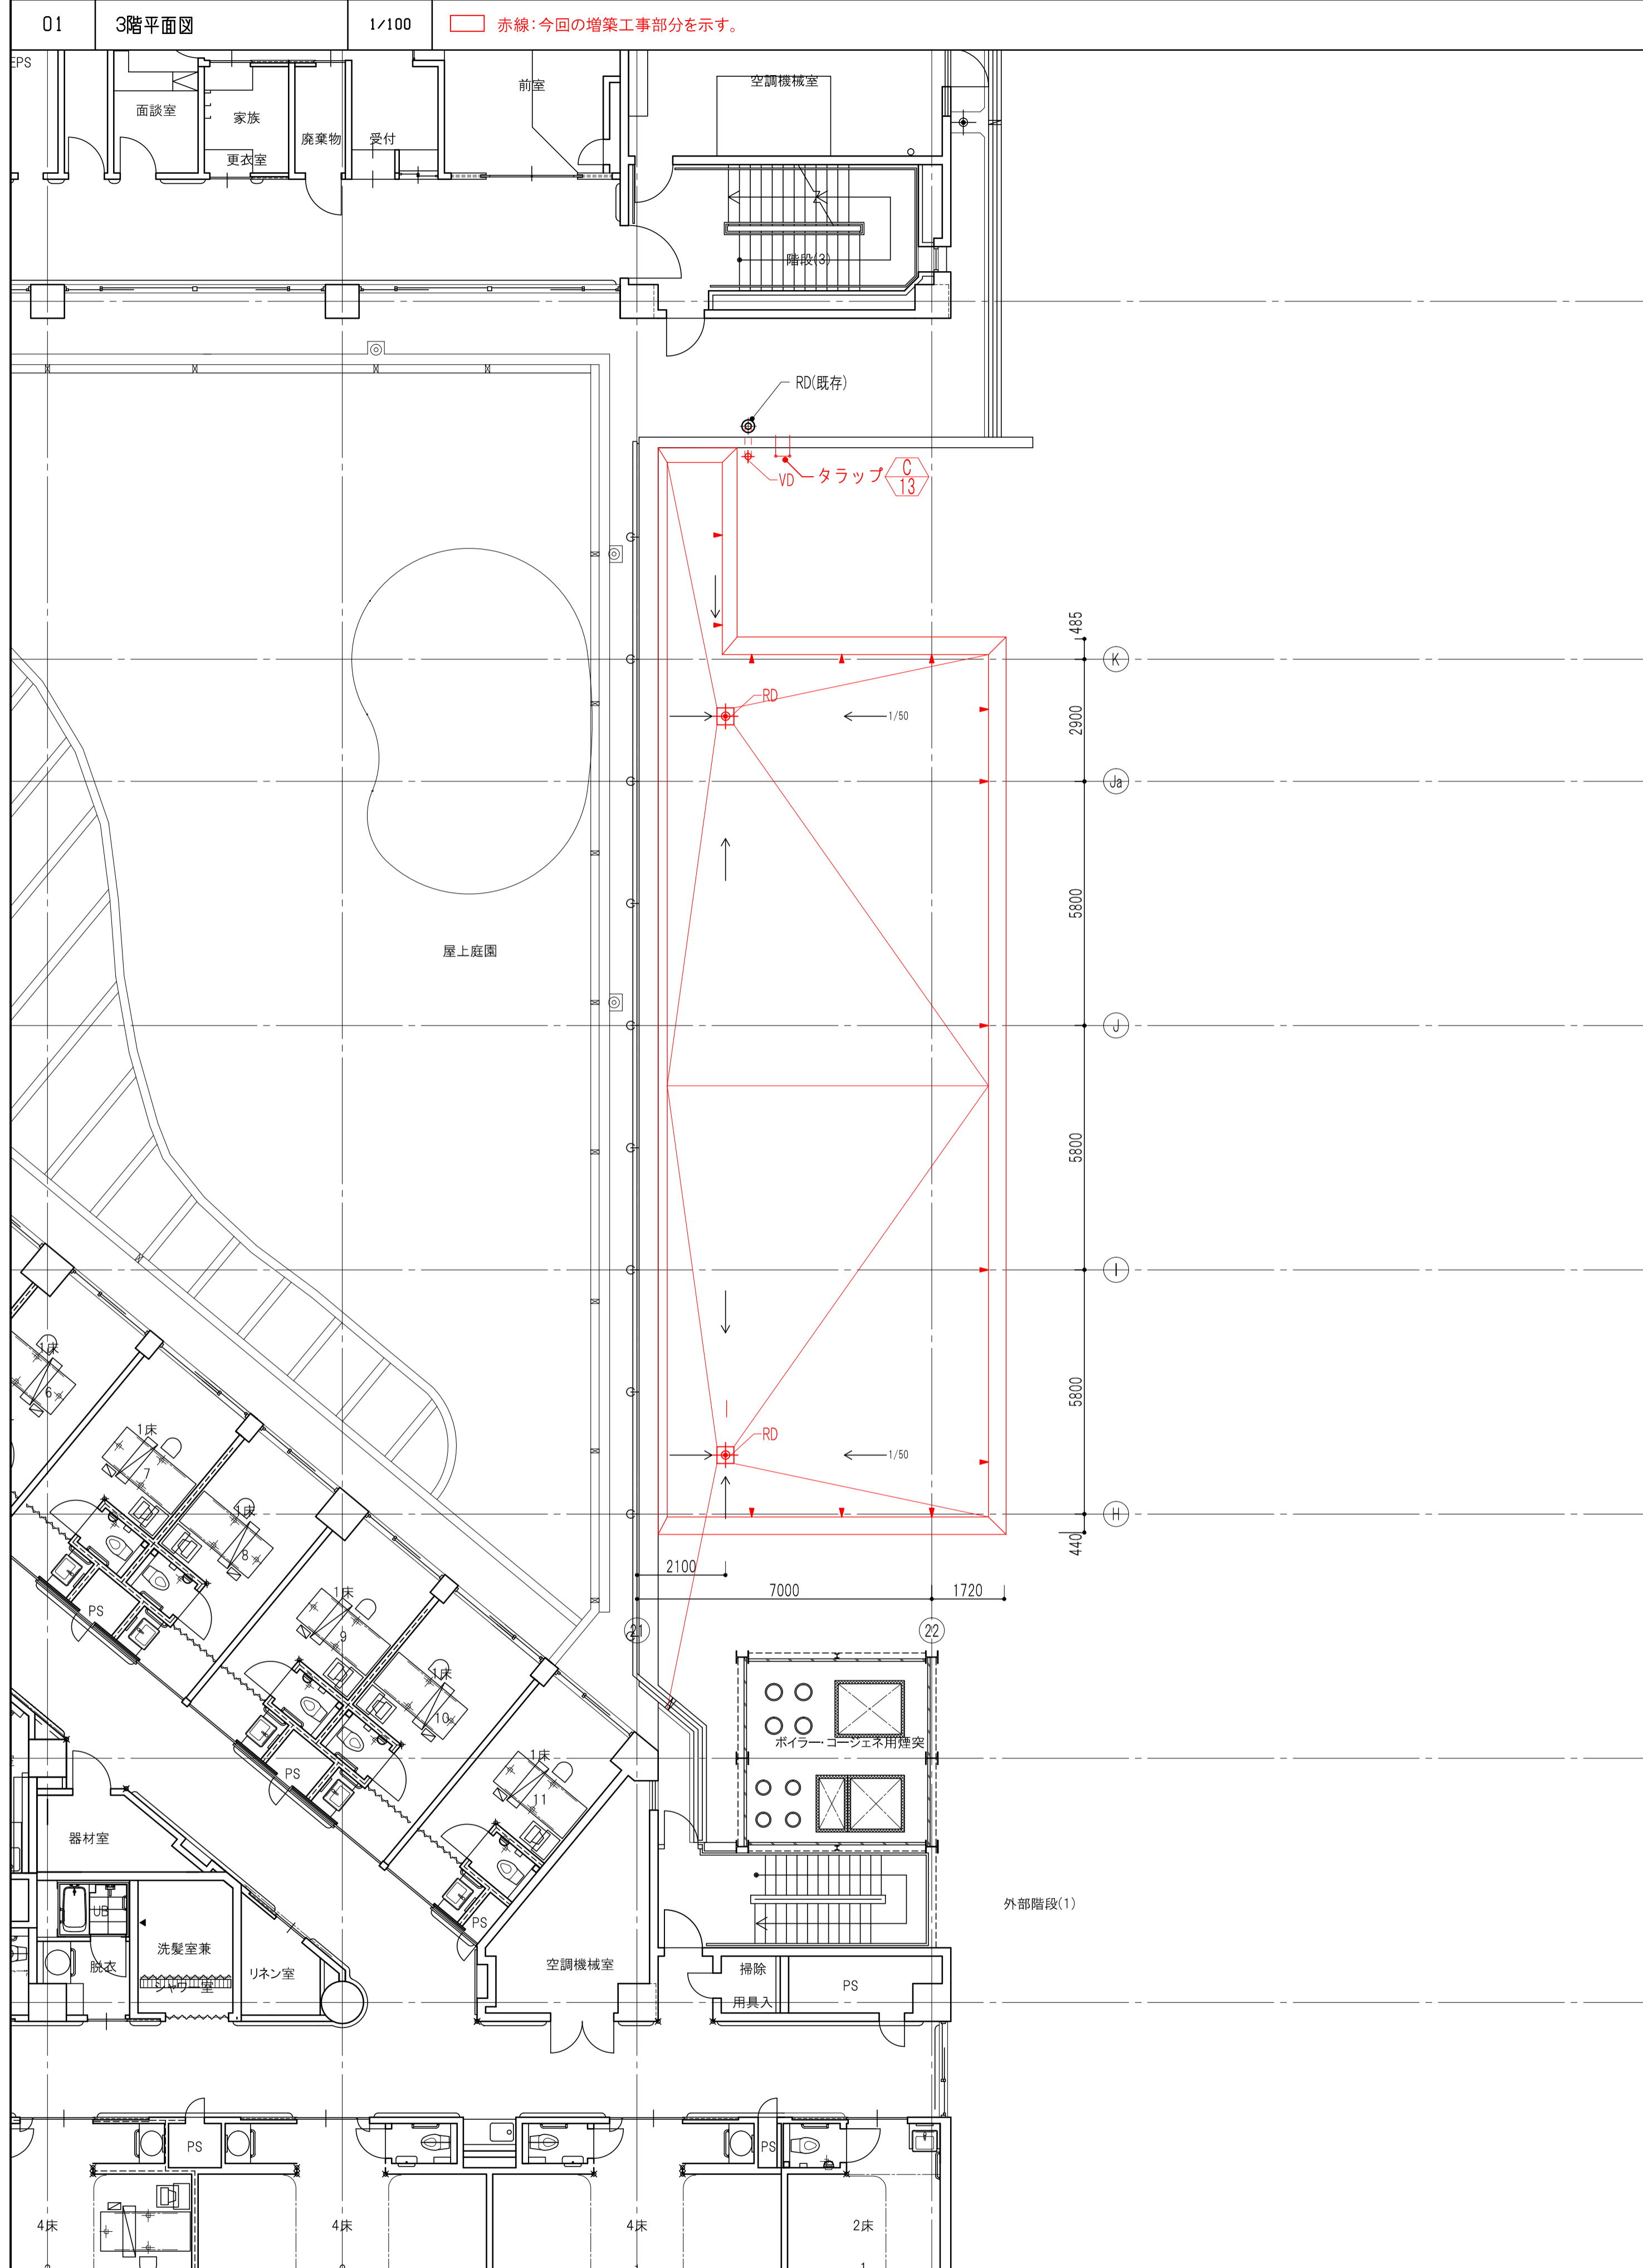 01
3階平面図
1/100
赤線:今回の増築工事部分を示す。
EPS
面談室
家族
更衣室
廃棄物
受付
前室
空調機械室
階段(3)
RD(既存)
VD
タラップ
C
13
485
K
RD
1/50
2900
Ja
5800
屋上庭園
J
5800
I
1床
6
5800
1床
7
RD
1/50
1床
8
H
440
2100
7000
1720
1床
9
PS
21
22
1床
10
ボイラー・コージェネ用煙突
1床
11
PS
器材室
外部階段(1)
UB
PS
洗髪室兼
シャワー室
脱衣
リネン室
空調機械室
掃除
用具入
PS
PS
PS
4床
4床
4床
2床